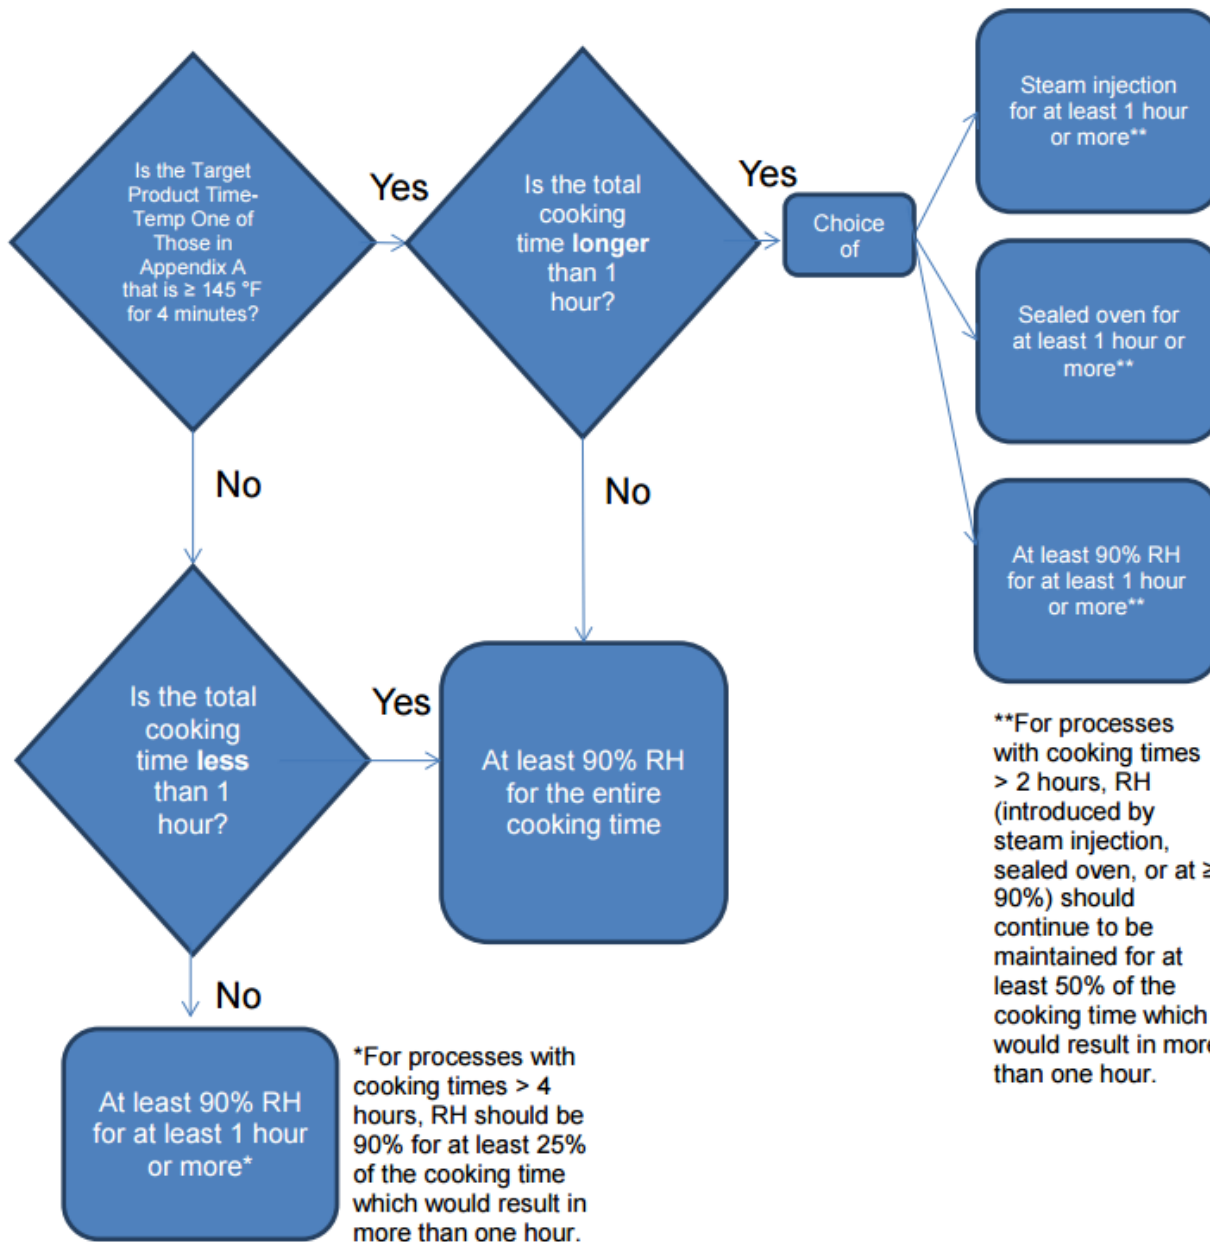 Is the Target
Product Time-
Temp One of
Those in
Appendix A
that is ≥ 145 °F
for 4 minutes?
Yes
Is the total
cooking
time longer
than 1
hour?
Yes
Choice
of
Steam injection
for at least 1 hour
or more**
Sealed oven for
at least 1 hour or
more**
At least 90% RH
for at least 1 hour
or more**
No
No
Is the total
cooking
time less
than 1
hour?
Yes
At least 90% RH
for the entire
cooking time
**For processes
with cooking times
> 2 hours, RH
(introduced by
steam injection,
sealed oven, or at ≥
90%) should
continue to be
maintained for at
least 50% of the
cooking time which
would result in more
than one hour.
No
At least 90% RH
for at least 1 hour
or more*
*For processes with
cooking times > 4
hours, RH should be
90% for at least 25%
of the cooking time
which would result in
more than one hour.